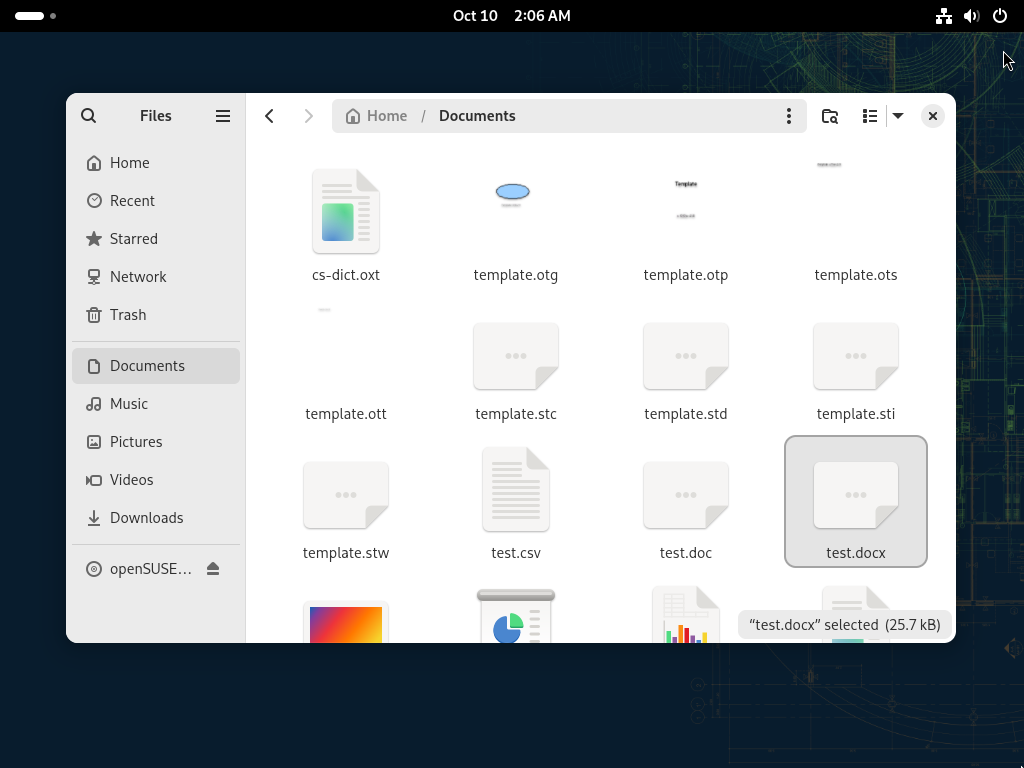 Oct 10 2:06 AM
Files
Home / Documents
Home
Recent
Starred
Network
Trash
Documents
Music
Pictures
Videos
Downloads
openSUSE…
cs-dict.oxt
template.otg
Template
template.otp
template.ots
template.ott
template.stc
template.std
template.sti
template.stw
test.csv
test.doc
test.docx
“test.docx” selected (25.7 kB)